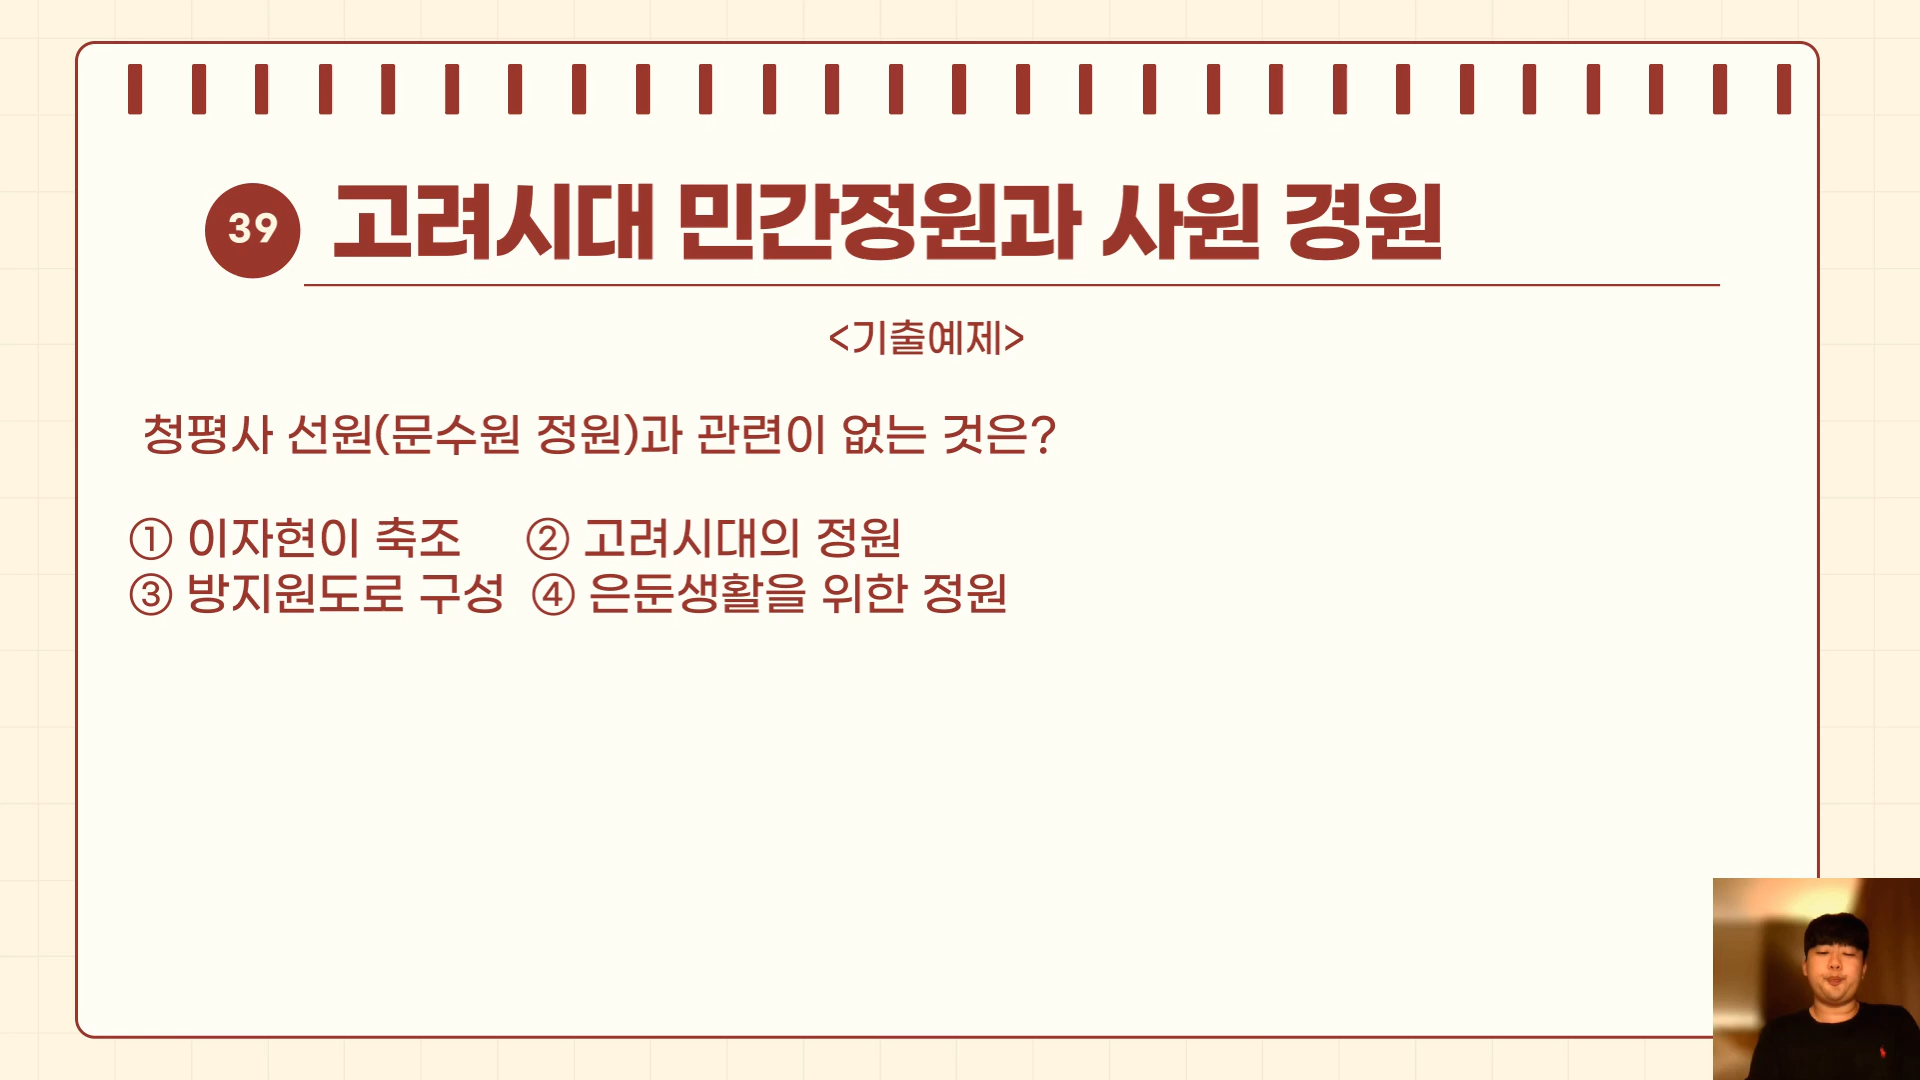 39 고려시대 민간정원과 사원 경원
<기출예제>
청평사 선원(문수원 정원)과 관련이 없는 것은?
① 이자현이 축조 ② 고려시대의 정원
③ 방지원도로 구성 ④ 은둔생활을 위한 정원